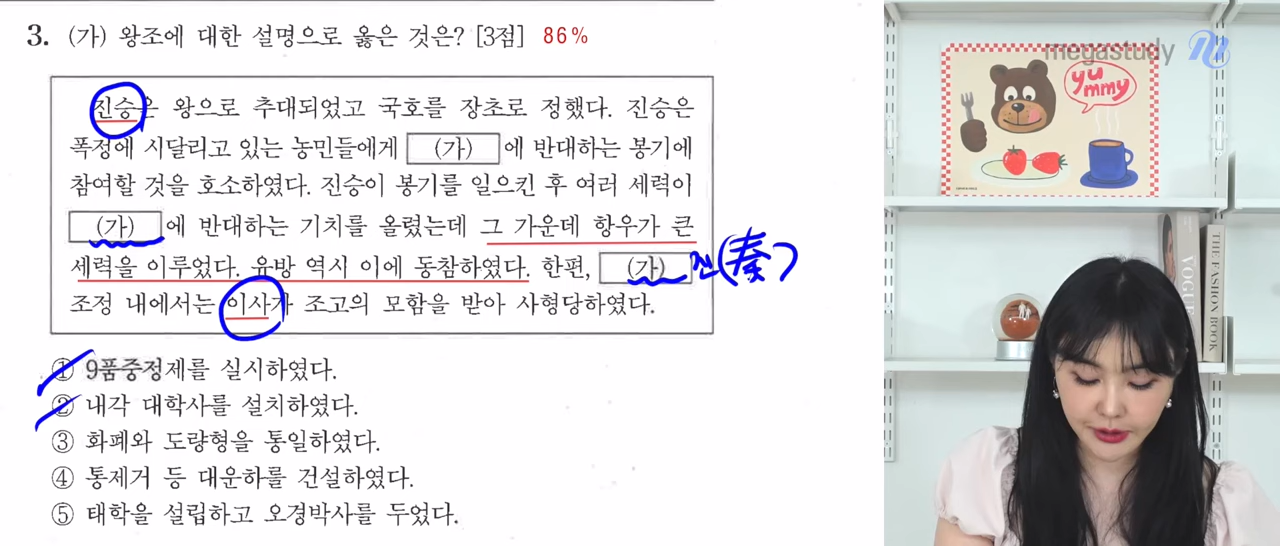 3. (가) 왕조에 대한 설명으로 옳은 것은? [3점] 86%
진승은 왕으로 추대되었고 국호를 장초로 정했다. 진승은
폭정에 시달리고 있는 농민들에게 (가) 에 반대하는 봉기에
참여할 것을 호소하였다. 진승이 봉기를 일으킨 후 여러 세력이
(가) 에 반대하는 기치를 올렸는데 그 가운데 항우가 큰
세력을 이루었다. 유방 역시 이에 동참하였다. 한편, (가) 진(秦)
조정 내에서는 이사가 조고의 모함을 받아 사형당하였다.
① 9품중정제를 실시하였다.
② 내각 대학사를 설치하였다.
③ 화폐와 도량형을 통일하였다.
④ 통제거 등 대운하를 건설하였다.
⑤ 태학을 설립하고 오경박사를 두었다.
megastudy
yu
mmy
VOGUE
THE FASHION BOOK